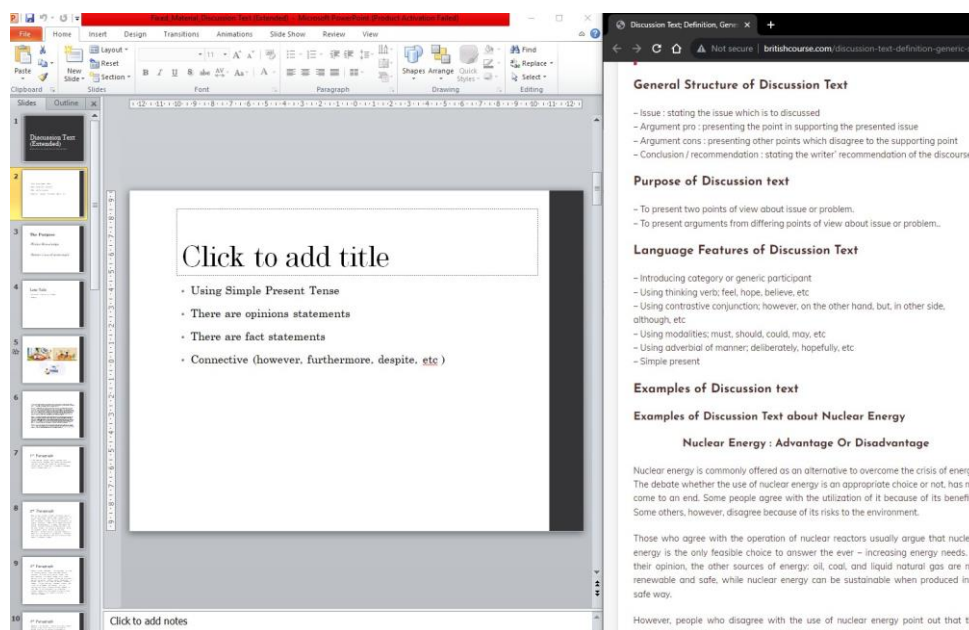 Fixed_Material_Discussion Text (Extended) - Microsoft PowerPoint (Product Activation Failed)
File Home Insert Design Transitions Animations Slide Show Review View
Paste
New Slide
Layout
Reset
Section
Shapes Arrange Quick Styles
Find
Replace
Select
Clipboard Slides Font Paragraph Drawing Editing
Slides Outline
1
Discussion Text (Extended)
2
3
The Purpose
4
5
6
7
1st Paragraph
8
2nd Paragraph
9
3rd Paragraph
10
Click to add title
• Using Simple Present Tense
• There are opinions statements
• There are fact statements
• Connective (however, furthermore, despite, etc )
Click to add notes
Discussion Text; Definition, Gener
Not secure | britishcourse.com/discussion-text-definition-generic-
General Structure of Discussion Text
– Issue : stating the issue which is to discussed
– Argument pro : presenting the point in supporting the presented issue
– Argument cons : presenting other points which disagree to the supporting point
– Conclusion / recommendation : stating the writer' recommendation of the discourse
Purpose of Discussion text
– To present two points of view about issue or problem.
– To present arguments from differing points of view about issue or problem..
Language Features of Discussion Text
– Introducing category or generic participant
– Using thinking verb; feel, hope, believe, etc
– Using contrastive conjunction; however, on the other hand, but, in other side,
although, etc
– Using modalities; must, should, could, may, etc
– Using adverbial of manner; deliberately, hopefully, etc
– Simple present
Examples of Discussion text
Examples of Discussion Text about Nuclear Energy
Nuclear Energy : Advantage Or Disadvantage
Nuclear energy is commonly offered as an alternative to overcome the crisis of energ
The debate whether the use of nuclear energy is an appropriate choice or not, has n
come to an end. Some people agree with the utilization of it because of its benefi
Some others, however, disagree because of its risks to the environment.
Those who agree with the operation of nuclear reactors usually argue that nucle
energy is the only feasible choice to answer the ever – increasing energy needs.
their opinion, the other sources of energy: oil, coal, and liquid natural gas are n
renewable and safe, while nuclear energy can be sustainable when produced in
safe way.
However, people who disagree with the use of nuclear energy point out that t